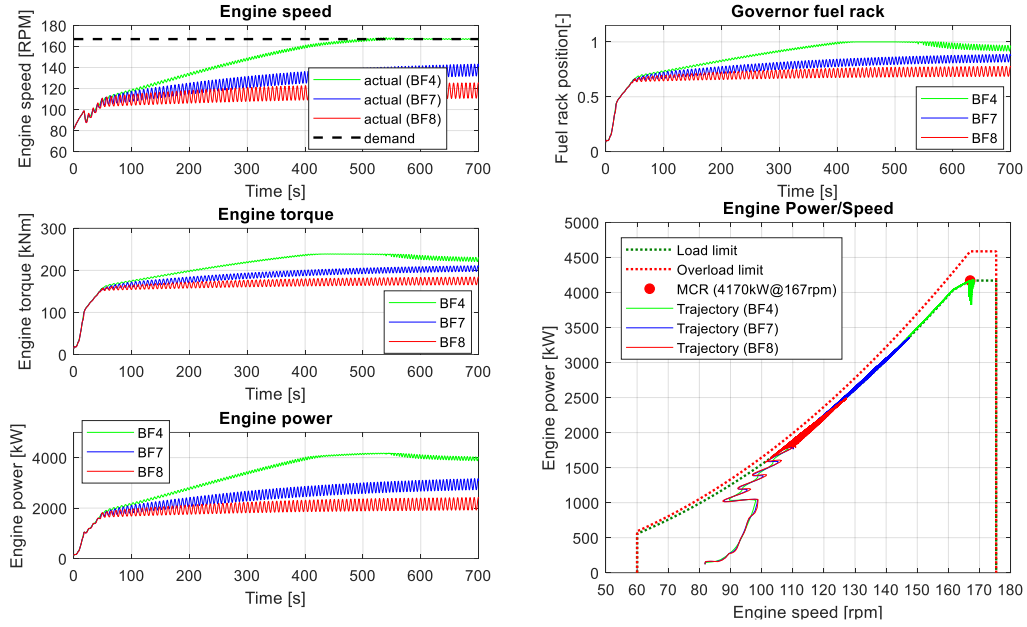 Engine speed
Engine speed [RPM]
180
160
140
120
100
80
60
actual (BF4)
actual (BF7)
actual (BF8)
demand
0 100 200 300 400 500 600 700
Time [s]
Governor fuel rack
Fuel rack position[-]
1
0.5
0
BF4
BF7
BF8
0 100 200 300 400 500 600 700
Time [s]
Engine torque
Engine torque [kNm]
300
200
100
0
BF4
BF7
BF8
0 100 200 300 400 500 600 700
Time [s]
Engine power
Engine power [kW]
4000
2000
0
BF4
BF7
BF8
0 100 200 300 400 500 600 700
Time [s]
Engine Power/Speed
Engine power [kW]
5000
4500
4000
3500
3000
2500
2000
1500
1000
500
0
Load limit
Overload limit
MCR (4170kW@167rpm)
Trajectory (BF4)
Trajectory (BF7)
Trajectory (BF8)
50 60 70 80 90 100 110 120 130 140 150 160 170 180
Engine speed [rpm]